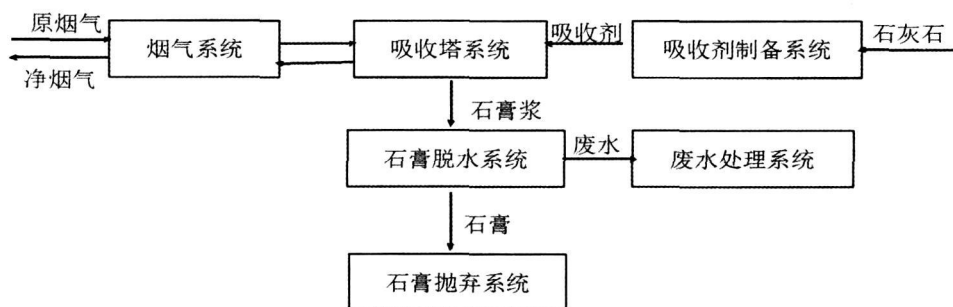 原烟气
净烟气
烟气系统
吸收塔系统
吸收剂
吸收剂制备系统
石灰石
石膏浆
石膏脱水系统
废水
废水处理系统
石膏
石膏抛弃系统